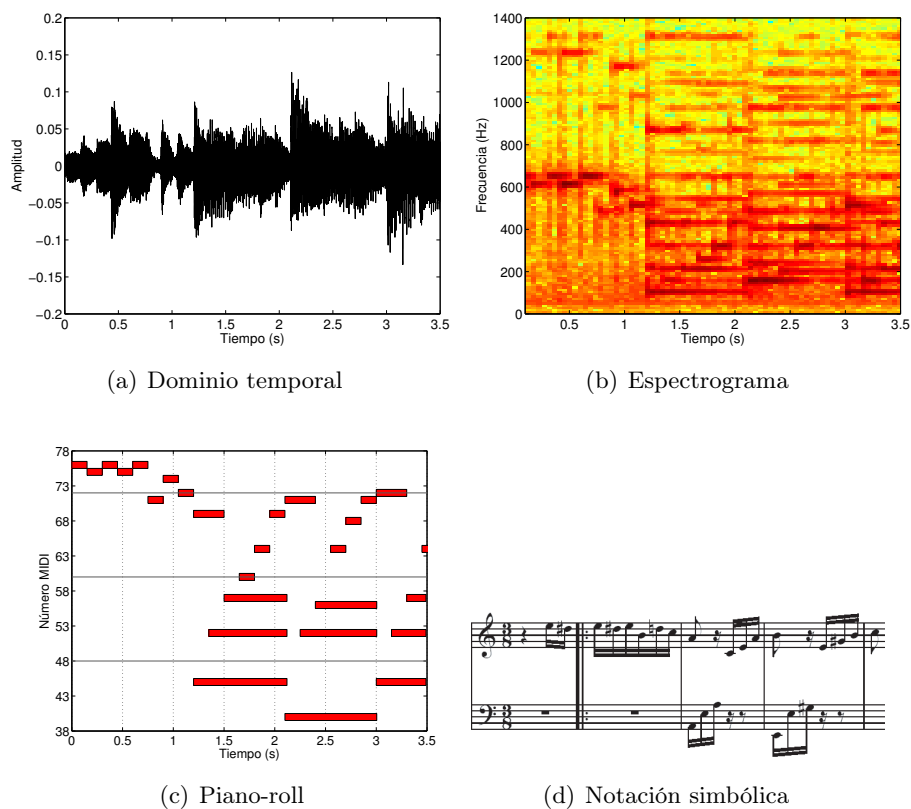 0.2
0.15
0.1
0.05
0
−0.05
−0.1
−0.15
−0.2
Amplitud
0 0.5 1 1.5 2 2.5 3 3.5
Tiempo (s)
(a) Dominio temporal
1400
1200
1000
800
600
400
200
0
Frecuencia (Hz)
0.5 1 1.5 2 2.5 3 3.5
Tiempo (s)
(b) Espectrograma
78
73
68
63
58
53
48
43
38
Número MIDI
0 0.5 1 1.5 2 2.5 3 3.5
Tiempo (s)
(c) Piano-roll
3
8
3
8
(d) Notación simbólica